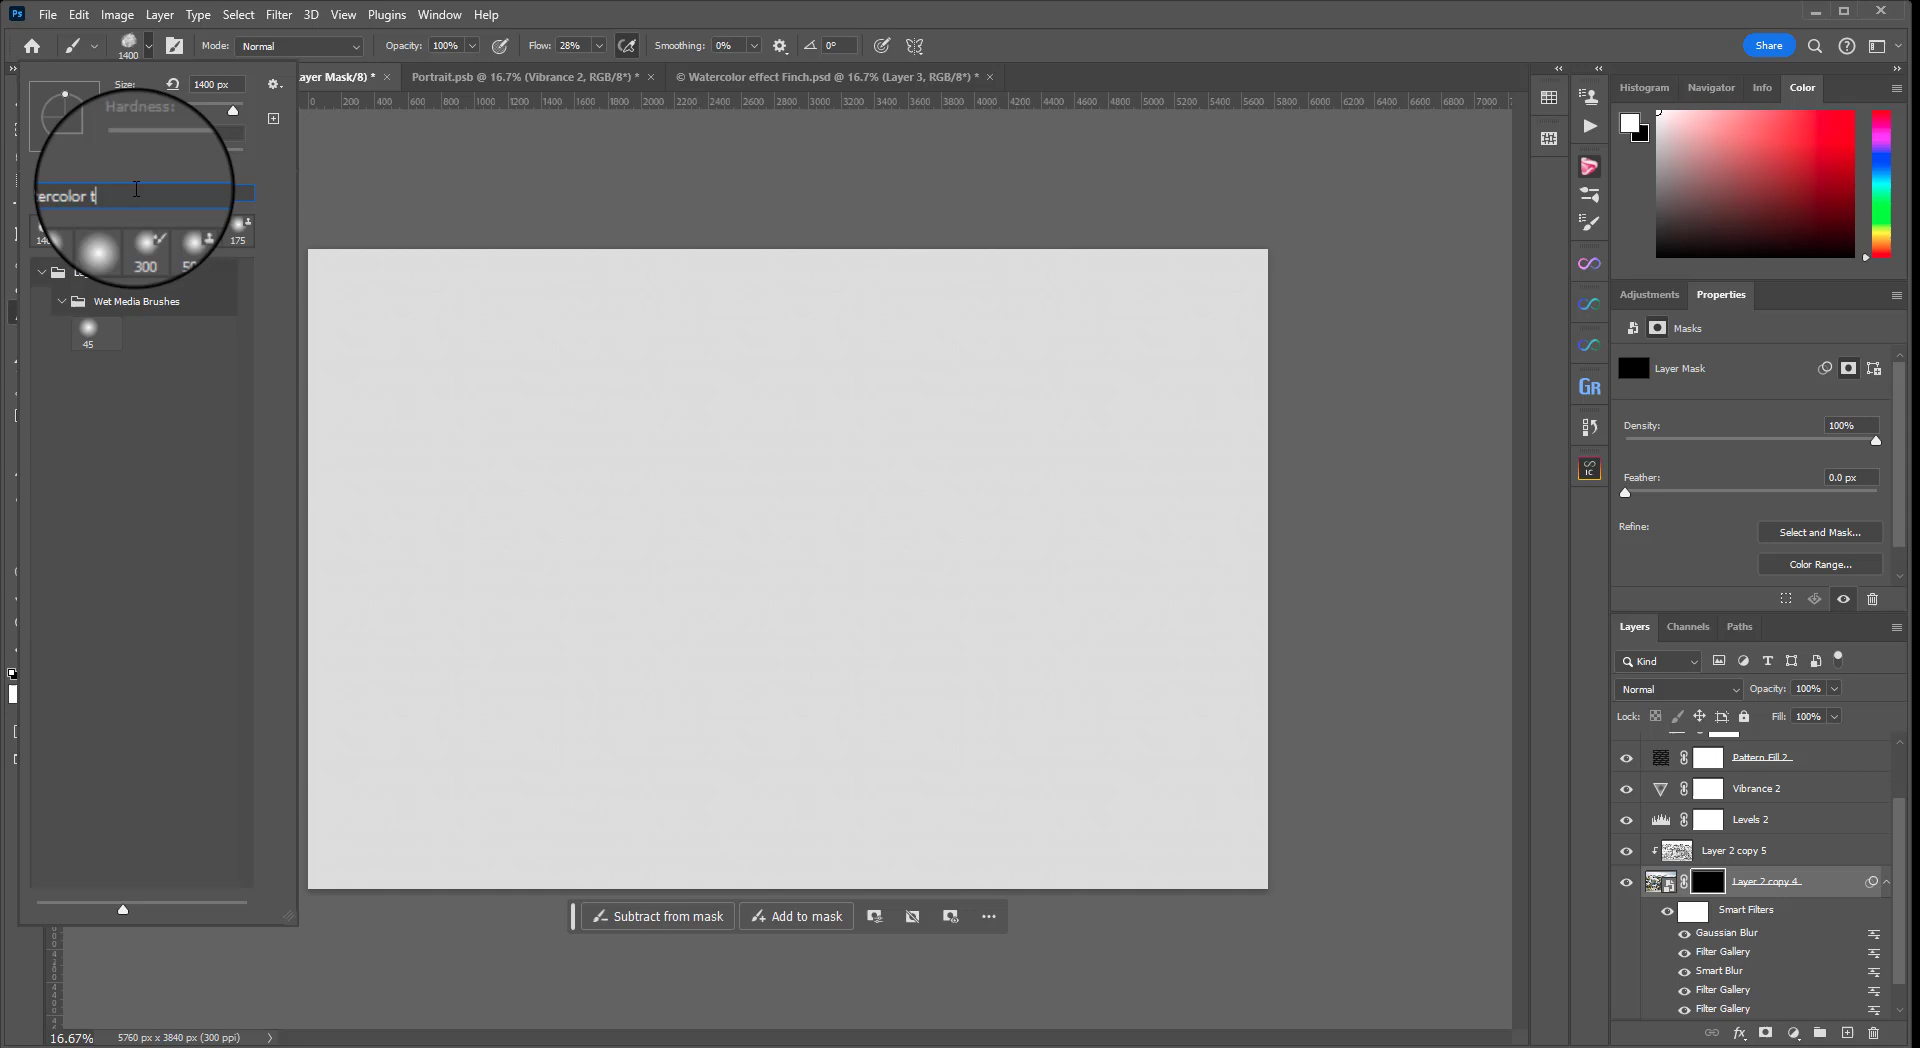 Ps File Edit Image Layer Type Select Filter 3D View Plugins Window Help
1400 Mode: Normal Opacity: 100% Flow: 28% Smoothing: 0% 0° Share
ayer Mask/8) * × Portrait.psb @ 16.7% (Vibrance 2, RGB/8*) * × © Watercolor effect Finch.psd @ 16.7% (Layer 3, RGB/8*) * ×
0 200 400 600 800 1000 1200 1400 1600 1800 2000 2200 2400 2600 2800 3000 3200 3400 3600 3800 4000 4200 4400 4600 4800 5000 5200 5400 5600 5800 6000 6200 6400 6600 6800 7000
Size: 1400 px
Hardness:
ercolor t
300 175
Wet Media Brushes
45
Subtract from mask Add to mask
16.67% 5760 px x 3840 px (300 ppi)
Histogram Navigator Info Color
GR
IC
Adjustments Properties
Masks
Layer Mask
Density: 100%
Feather: 0.0 px
Refine: Select and Mask...
Color Range...
Layers Channels Paths
Kind
Normal Opacity: 100%
Lock: Fill: 100%
Pattern Fill 2
Vibrance 2
Levels 2
Layer 2 copy 5
Layer 2 copy 4
Smart Filters
Gaussian Blur
Filter Gallery
Smart Blur
Filter Gallery
Filter Gallery